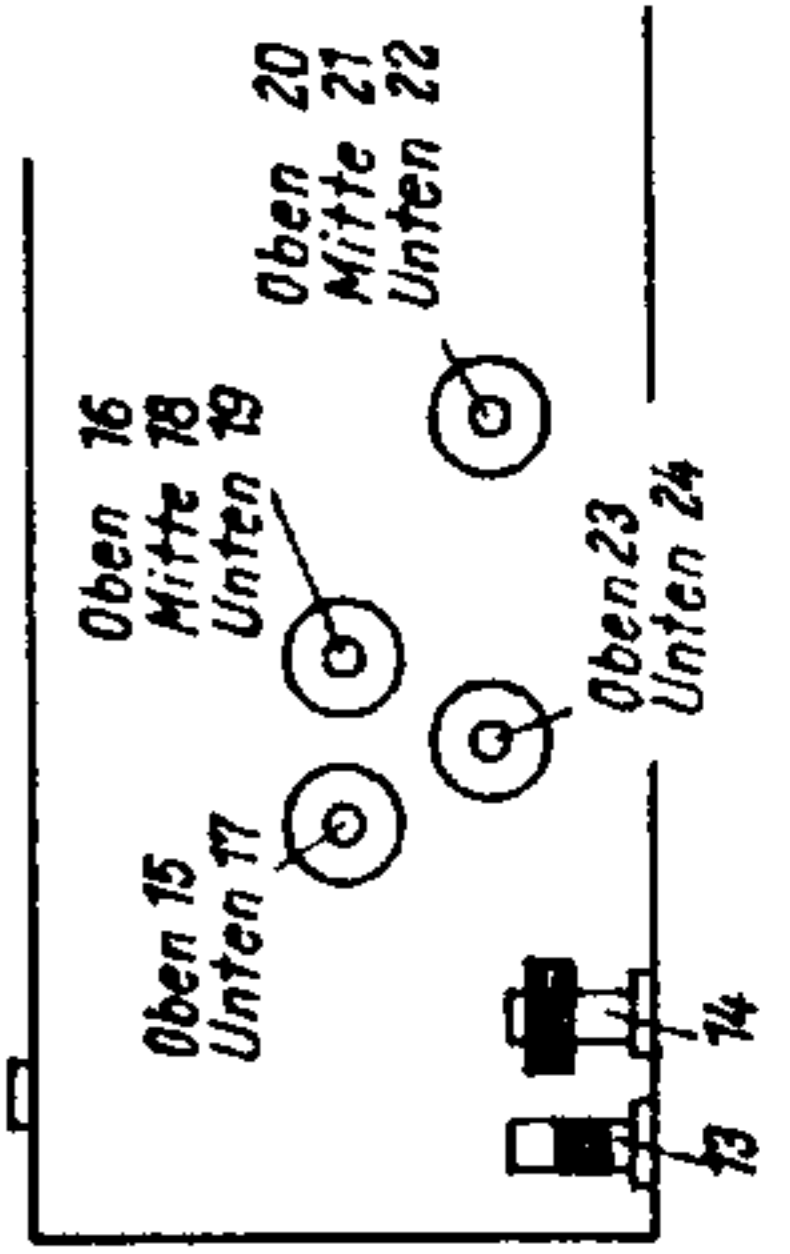 Oben 20
Mitte 21
Unten 22
Oben 16
Mitte 18
Unten 19
Oben 15
Unten 17
Oben 23
Unten 24
14
13